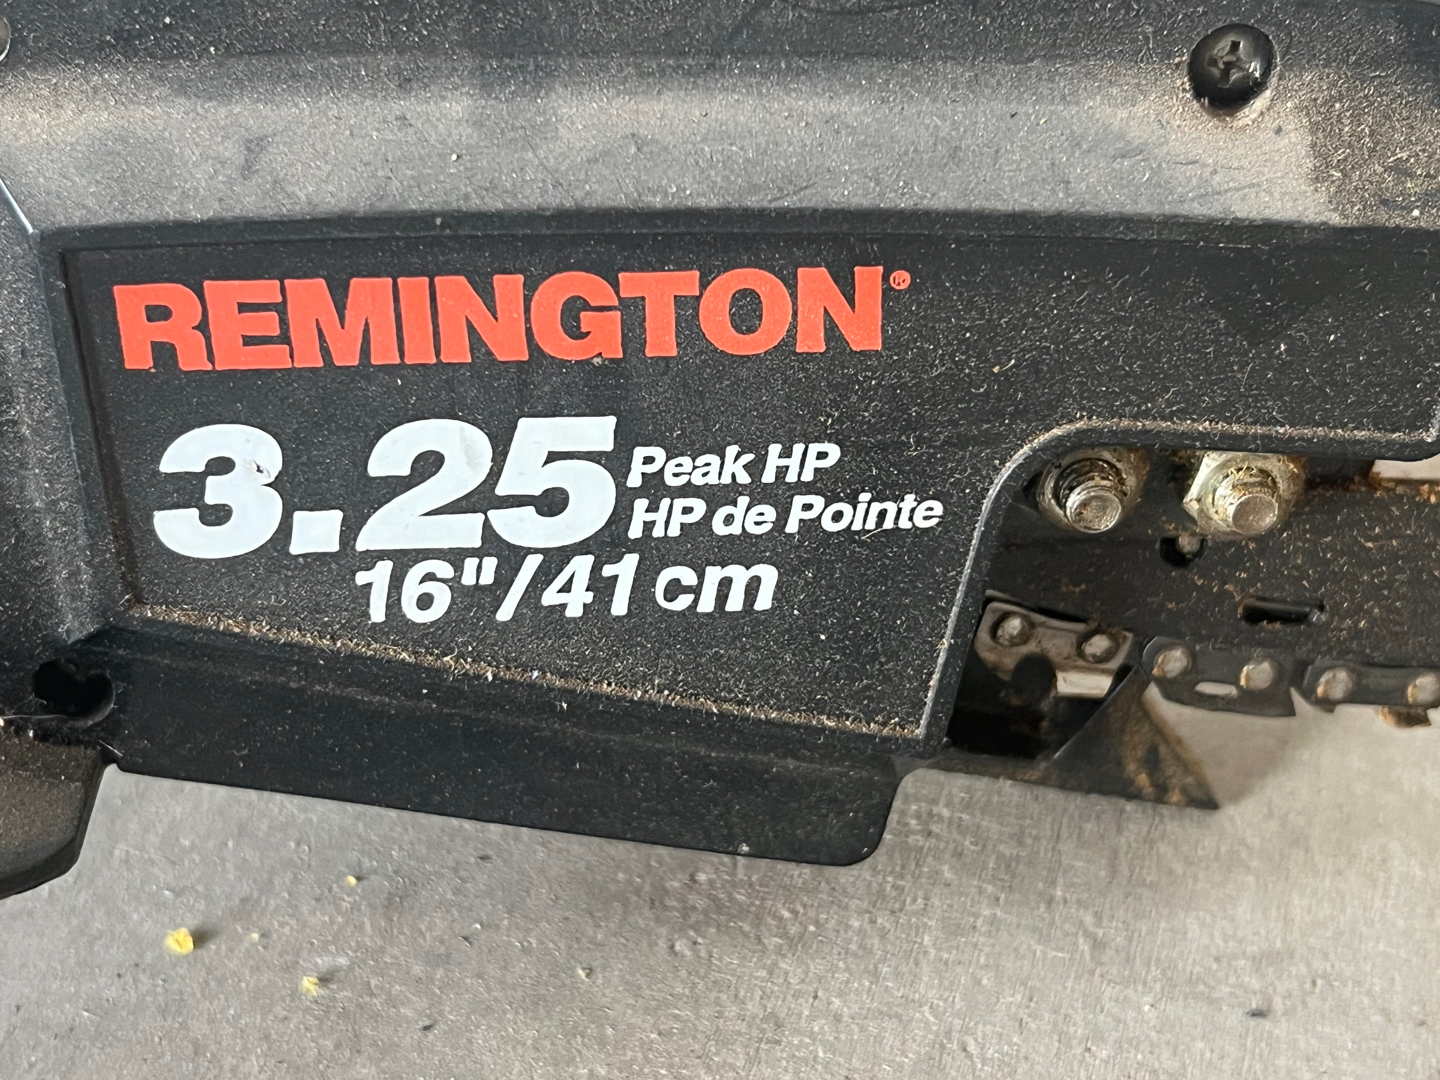 REMINGTON®
3.25 Peak HP
HP de Pointe
16"/41cm